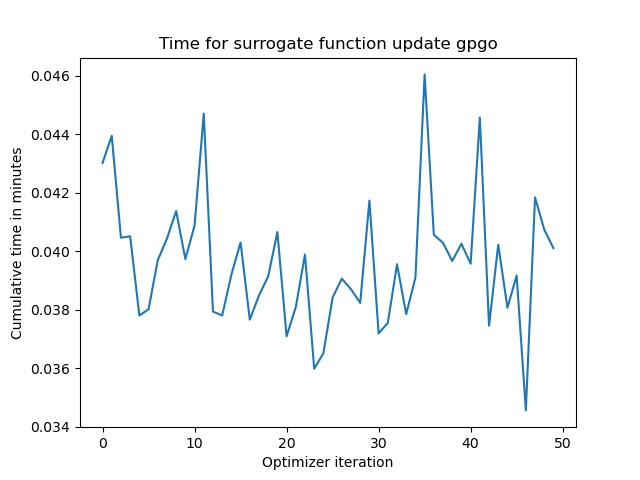 Time for surrogate function update gpgo
0.046
0.044
0.042
0.040
0.038
0.036
0.034
Cumulative time in minutes
0 10 20 30 40 50
Optimizer iteration